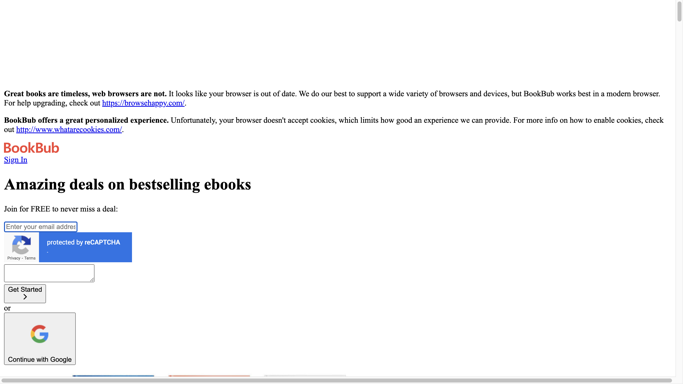 Great books are timeless, web browsers are not. It looks like your browser is out of date. We do our best to support a wide variety of browsers and devices, but BookBub works best in a modern browser.
For help upgrading, check out https://browsehappy.com/.
BookBub offers a great personalized experience. Unfortunately, your browser doesn't accept cookies, which limits how good an experience we can provide. For more info on how to enable cookies, check
out http://www.whatarecookies.com/.
BookBub
Sign In
Amazing deals on bestselling ebooks
Join for FREE to never miss a deal:
Enter your email addres
protected by reCAPTCHA
Privacy - Terms
Get Started
or
Continue with Google